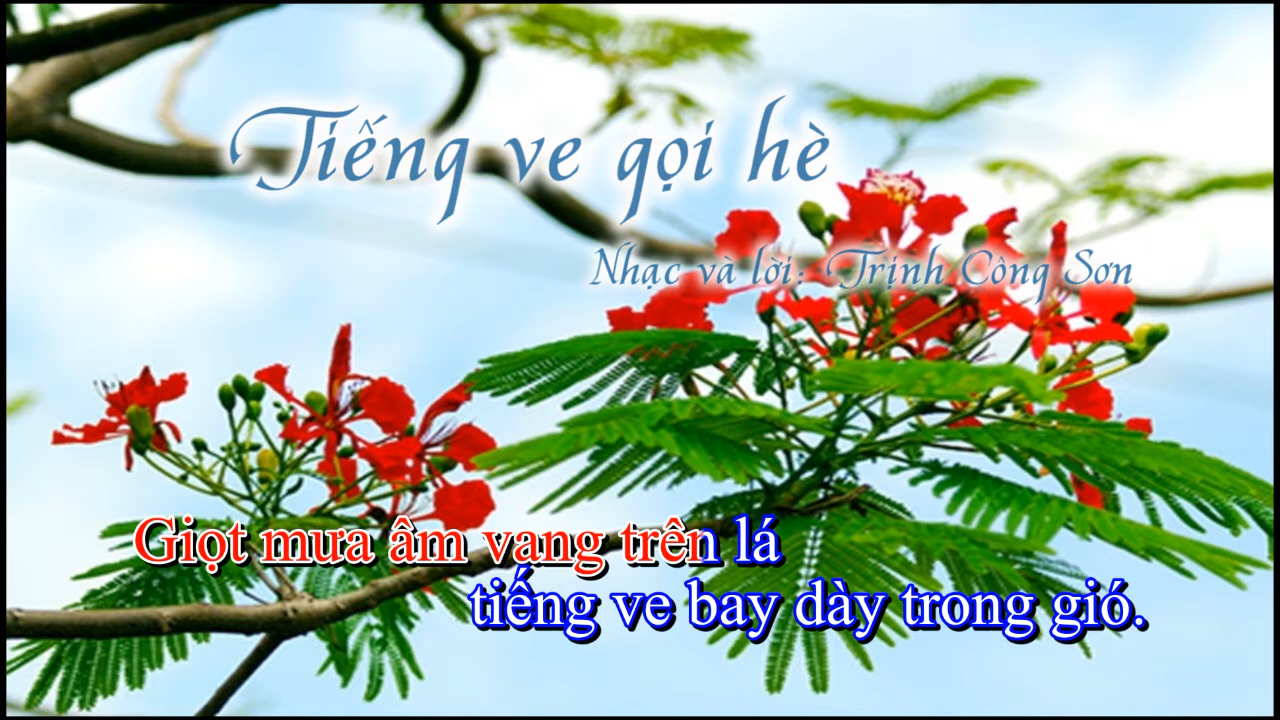 Tiếng ve gọi hè
Nhạc và lời: Trịnh Công Sơn
Giọt mưa âm vang trên lá
tiếng ve bay dày trong gió.